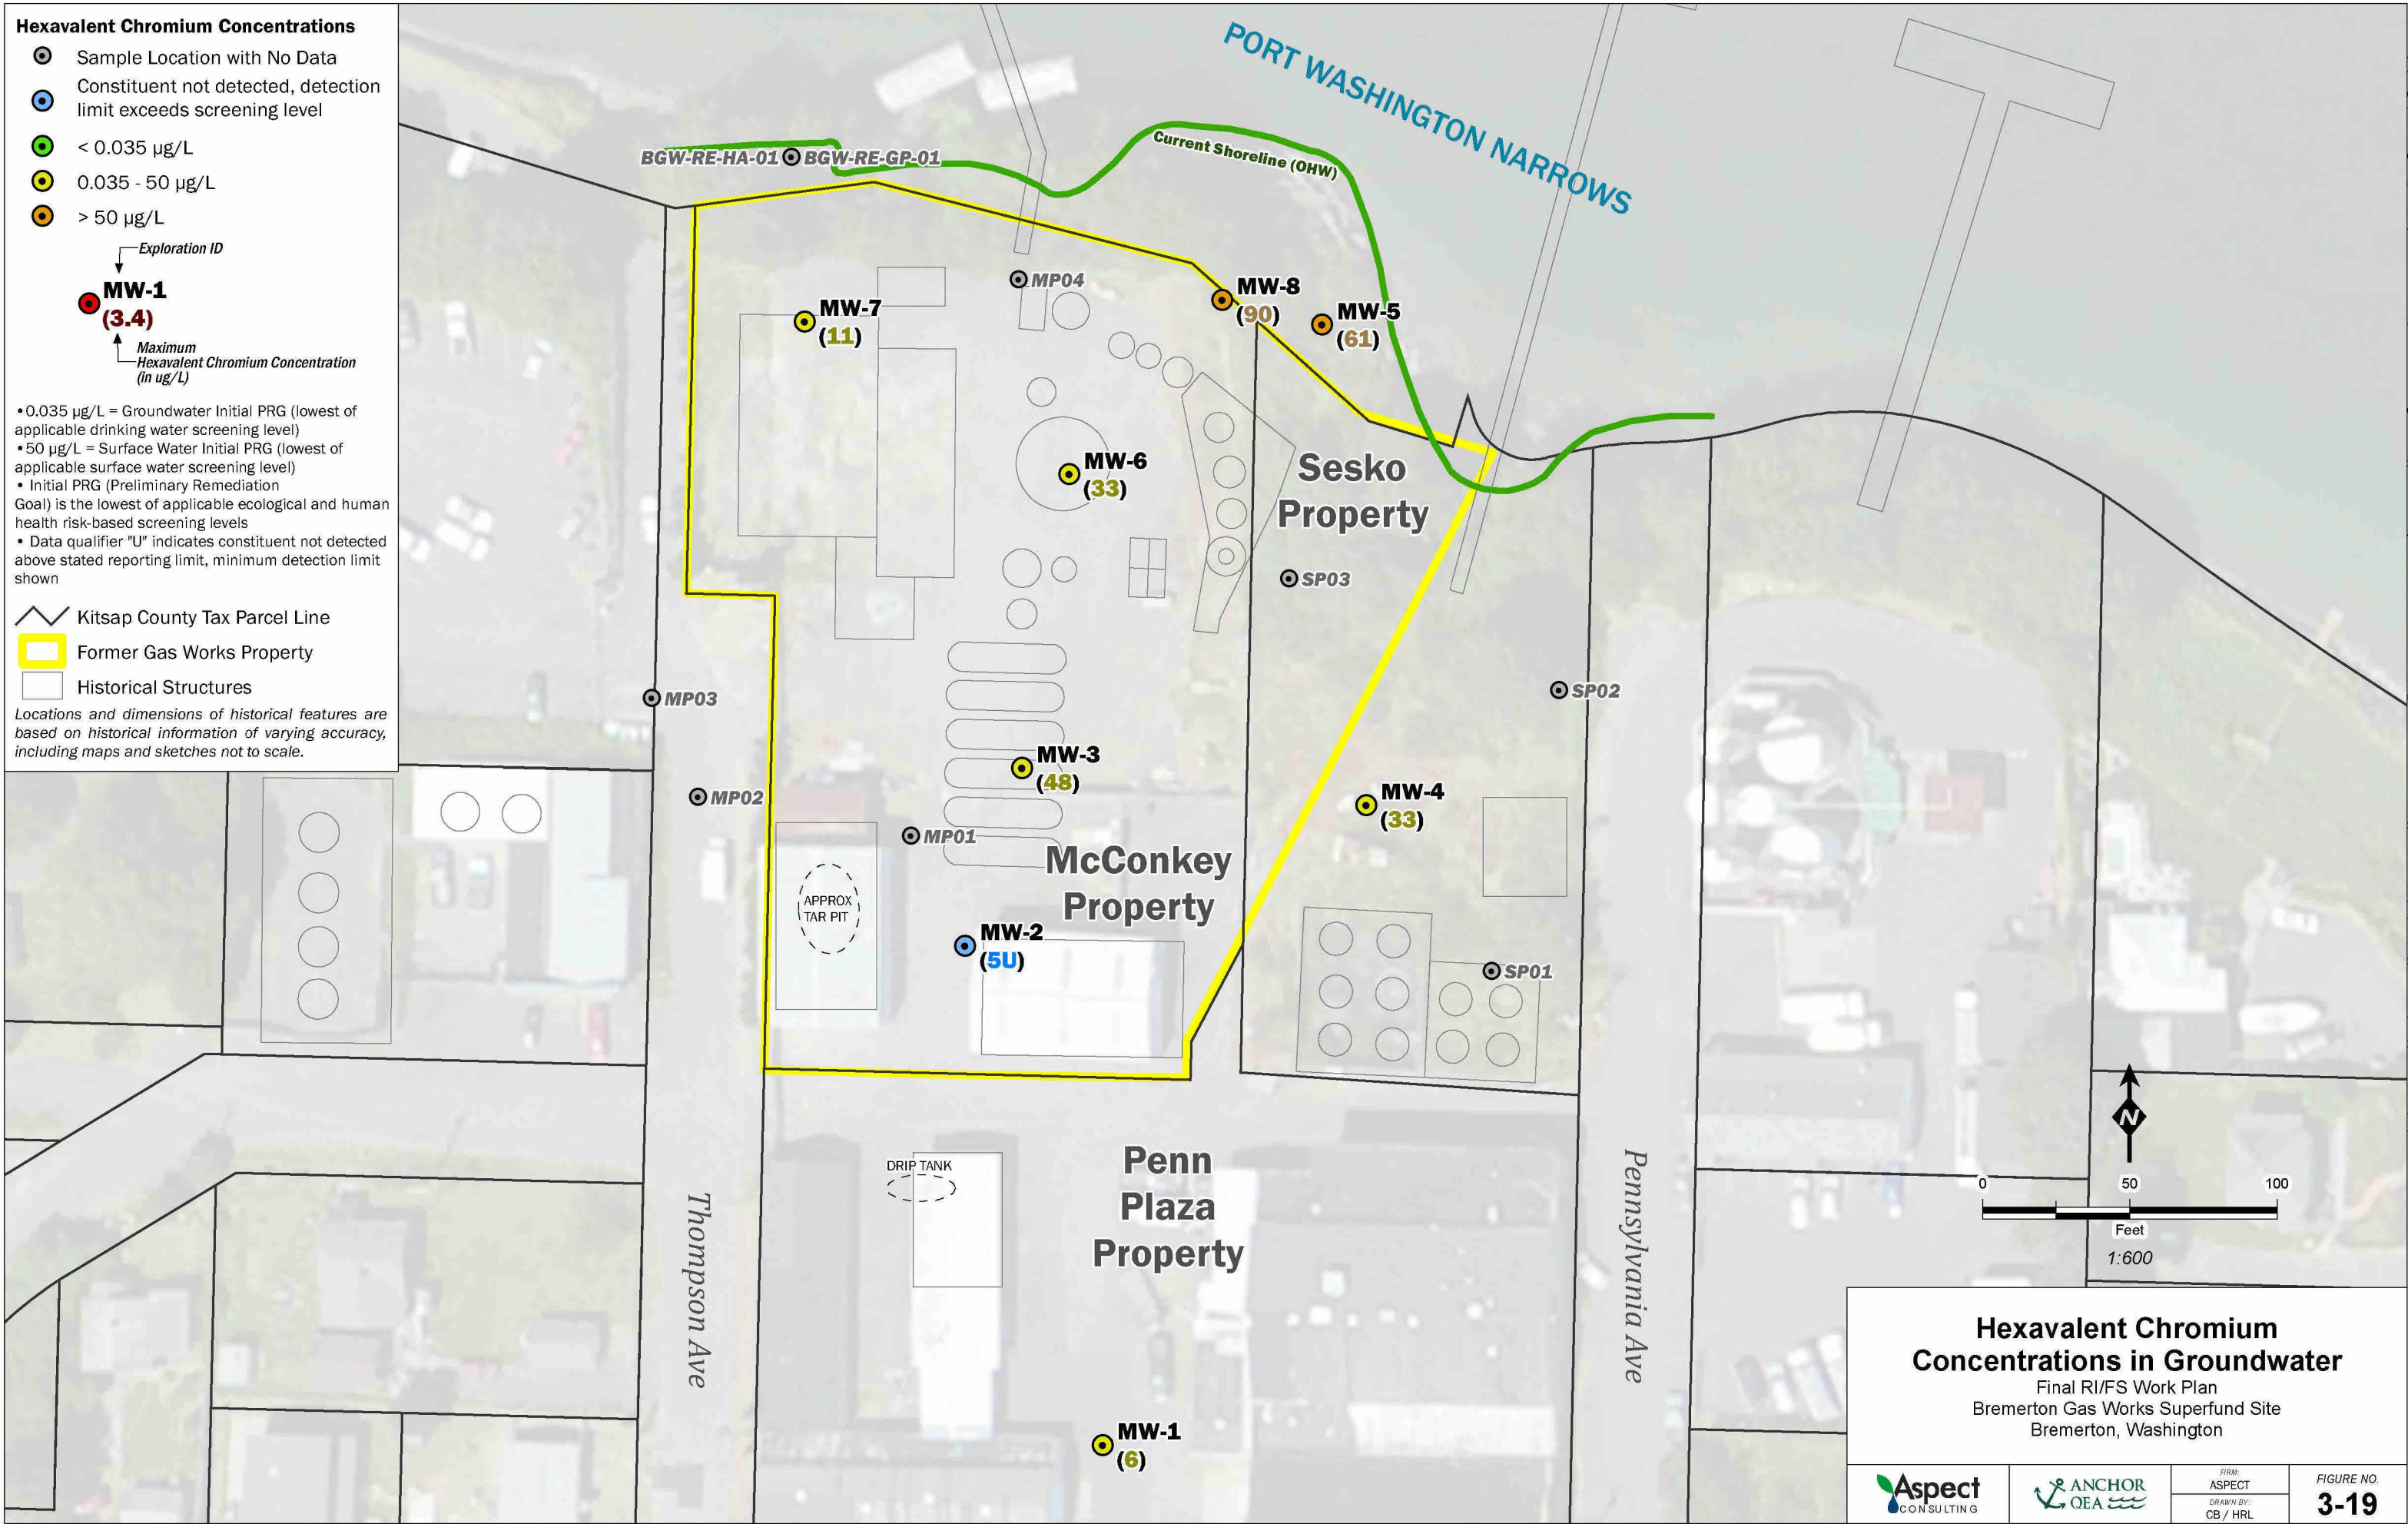 Hexavalent Chromium Concentrations
Sample Location with No Data
Constituent not detected, detection
limit exceeds screening level
< 0.035 µg/L
0.035 - 50 µg/L
> 50 µg/L
Exploration ID
MW-1
(3.4)
Maximum
Hexavalent Chromium Concentration
(in ug/L)
•0.035 µg/L = Groundwater Initial PRG (lowest of
applicable drinking water screening level)
•50 µg/L = Surface Water Initial PRG (lowest of
applicable surface water screening level)
• Initial PRG (Preliminary Remediation
Goal) is the lowest of applicable ecological and human
health risk-based screening levels
• Data qualifier "U" indicates constituent not detected
above stated reporting limit, minimum detection limit
shown
Kitsap County Tax Parcel Line
Former Gas Works Property
Historical Structures
Locations and dimensions of historical features are
based on historical information of varying accuracy,
including maps and sketches not to scale.
PORT WASHINGTON NARROWS
Current Shoreline (OHW)
BGW-RE-HA-01
BGW-RE-GP-01
MP04
MW-8
(90)
MW-5
(61)
MW-7
(11)
MW-6
(33)
Sesko
Property
SP03
MP03
SP02
MW-3
(48)
MP02
MW-4
(33)
MP01
McConkey
Property
APPROX
TAR PIT
MW-2
(5U)
SP01
DRIP TANK
Penn
Plaza
Property
Thompson Ave
Pennsylvania Ave
MW-1
(6)
N
0
50
100
Feet
1:600
Hexavalent Chromium
Concentrations in Groundwater
Final RI/FS Work Plan
Bremerton Gas Works Superfund Site
Bremerton, Washington
Aspect
CONSULTING
ANCHOR
QEA
FIRM:
ASPECT
DRAWN BY:
CB / HRL
FIGURE NO.
3-19